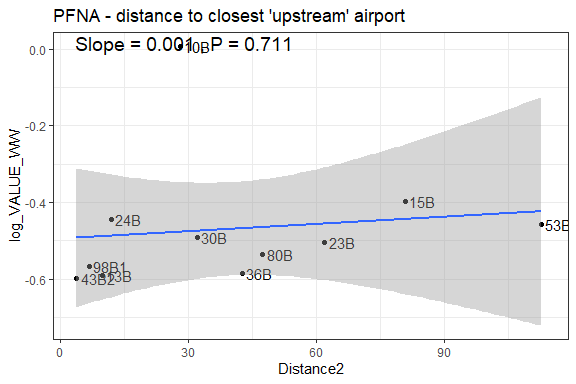 PFNA - distance to closest 'upstream' airport
Slope = 0.001 P = 0.711
10B
0.0
-0.2
-0.4
-0.6
log_VALUE_WW
15B
24B
53B
30B
23B
80B
98B1
36B
43B2
13B
0
30
60
90
Distance2